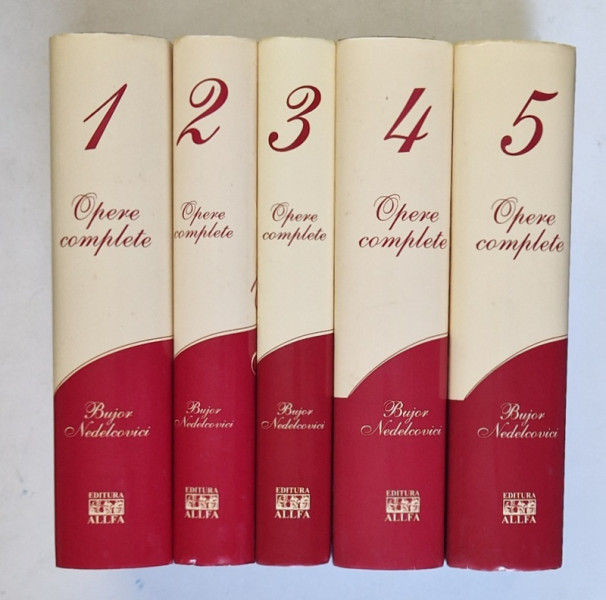 1
Opere
complete
Bujor
Nedelcovici
EDITURA
ALLFA
2
Opere
complete
Bujor
Nedelcovici
EDITURA
ALLFA
3
Opere
complete
Bujor
Nedelcovici
EDITURA
ALLFA
4
Opere
complete
Bujor
Nedelcovici
EDITURA
ALLFA
5
Opere
complete
Bujor
Nedelcovici
EDITURA
ALLFA